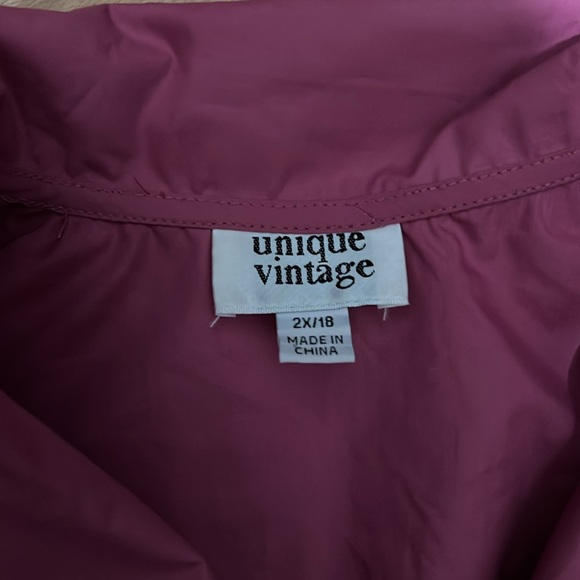 unique
vintage
2X/18
MADE IN
CHINA